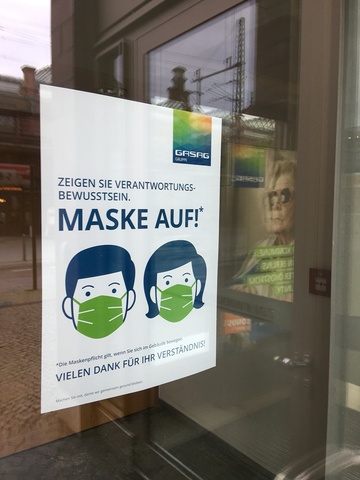 GASAG
GRUPPE
ZEIGEN SIE VERANTWORTUNGS-
BEWUSSTSEIN.
MASKE AUF!*
*Die Maskenpflicht gilt, wenn Sie sich im Gebäude bewegen.
VIELEN DANK FÜR IHR VERSTÄNDNIS!